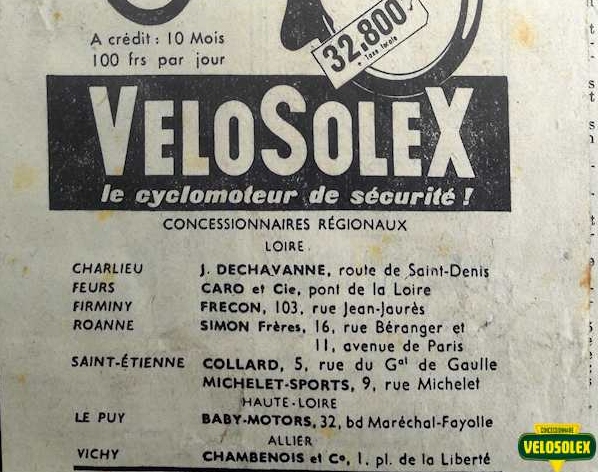 A crédit : 10 Mois
100 frs par jour
32.800
+ Taxe locale
VELOSOLEX
le cyclomoteur de sécurité !
CONCESSIONNAIRES RÉGIONAUX
LOIRE
CHARLIEU J. DECHAVANNE, route de Saint-Denis
FEURS CARO et Cie, pont de la Loire
FIRMINY FRECON, 103, rue Jean-Jaurès
ROANNE SIMON Frères, 16, rue Béranger et
11, avenue de Paris
SAINT-ÉTIENNE COLLARD, 5, rue du Gal de Gaulle
MICHELET-SPORTS, 9, rue Michelet
HAUTE-LOIRE
LE PUY BABY-MOTORS, 32, bd Maréchal-Fayolle
ALLIER
VICHY CHAMBENOIS et Co, 1, pl. de la Liberté
CONCESSIONNAIRE
VELOSOLEX